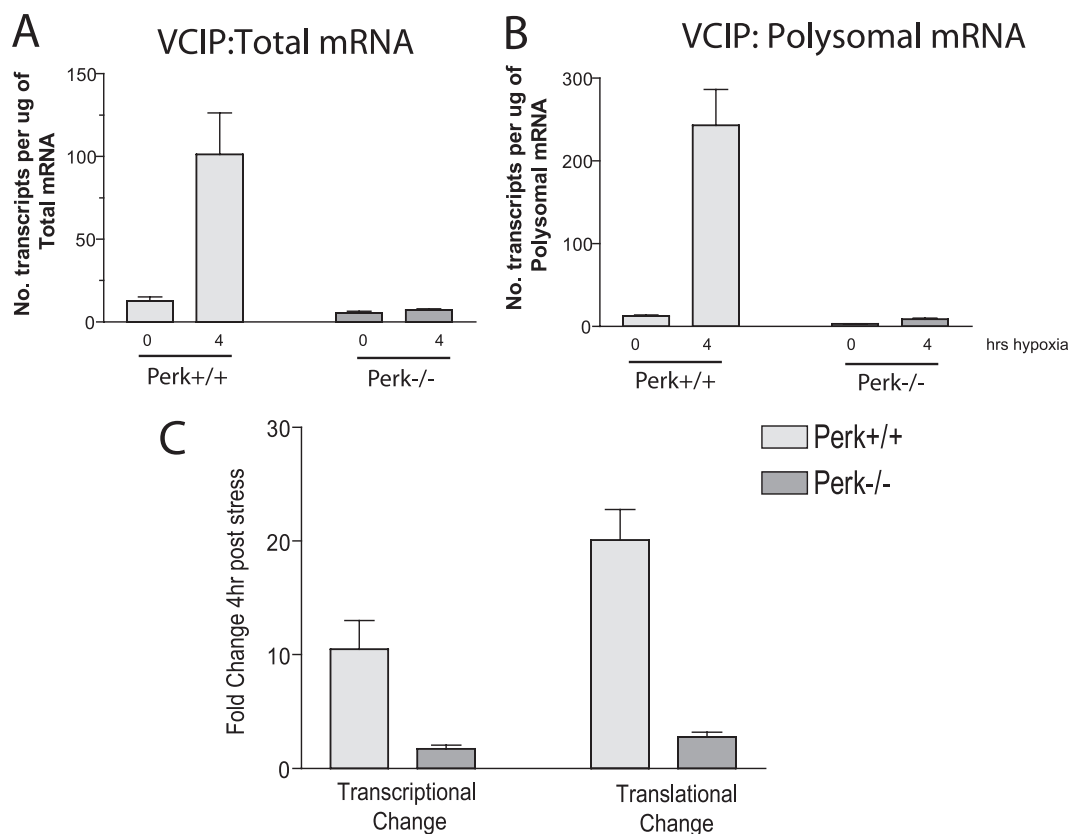 A
VCIP:Total mRNA
No. transcripts per ug of
Total mRNA
150
100
50
0
0
4
0
4
Perk+/+
Perk-/-
B
VCIP: Polysomal mRNA
No. transcripts per ug of
Polysomal mRNA
300
200
100
0
0
4
0
4
hrs hypoxia
Perk+/+
Perk-/-
C
Fold Change 4hr post stress
30
20
10
0
Transcriptional
Change
Translational
Change
Perk+/+
Perk-/-